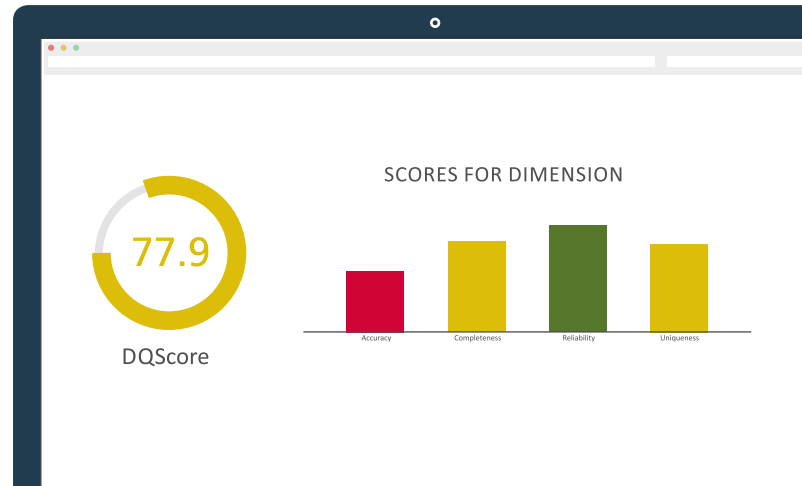 SCORES FOR DIMENSION
77.9
DQScore
Accuracy
Completeness
Reliability
Uniqueness